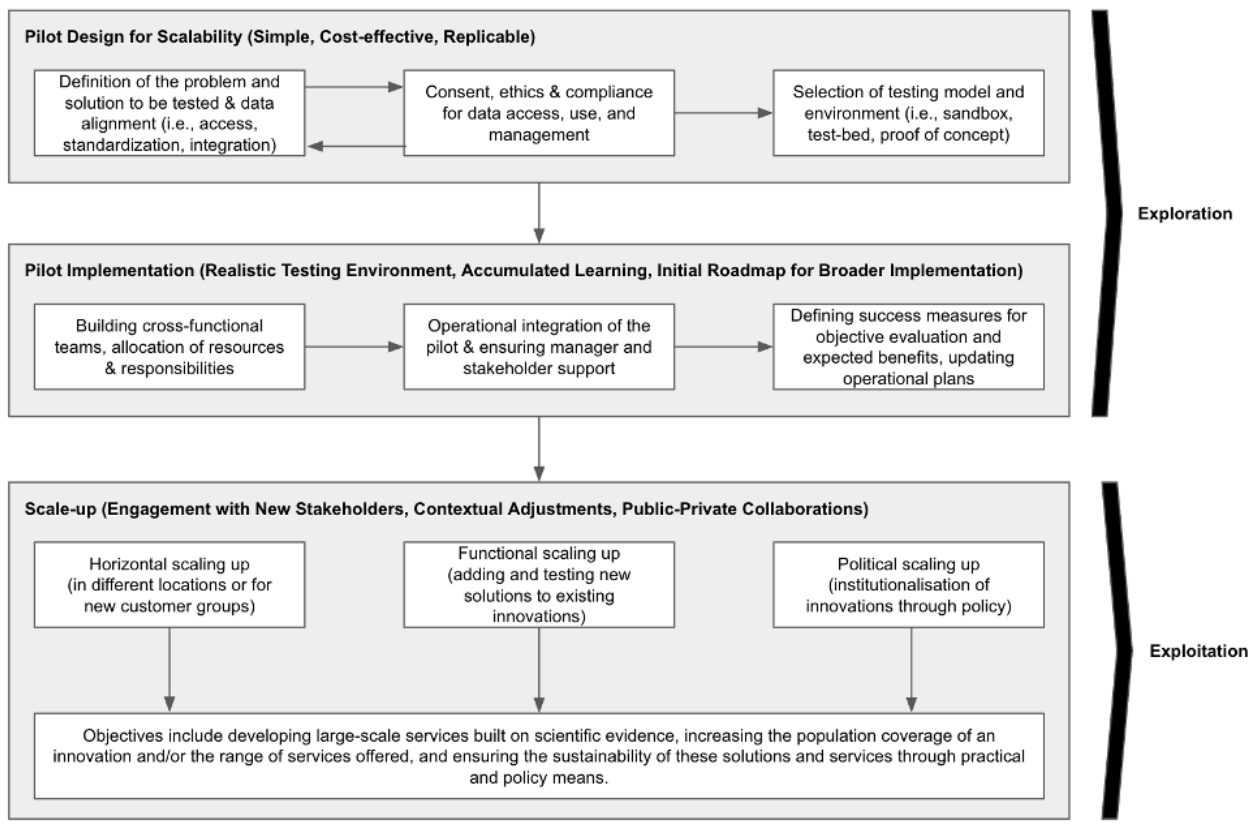 Pilot Design for Scalability (Simple, Cost-effective, Replicable)
Definition of the problem and
solution to be tested & data
alignment (i.e., access,
standardization, integration)
Consent, ethics & compliance
for data access, use, and
management
Selection of testing model and
environment (i.e., sandbox,
test-bed, proof of concept)
Exploration
Pilot Implementation (Realistic Testing Environment, Accumulated Learning, Initial Roadmap for Broader Implementation)
Building cross-functional
teams, allocation of resources
& responsibilities
Operational integration of the
pilot & ensuring manager and
stakeholder support
Defining success measures for
objective evaluation and
expected benefits, updating
operational plans
Scale-up (Engagement with New Stakeholders, Contextual Adjustments, Public-Private Collaborations)
Horizontal scaling up
(in different locations or for
new customer groups)
Functional scaling up
(adding and testing new
solutions to existing
innovations)
Political scaling up
(institutionalisation of
innovations through policy)
Exploitation
Objectives include developing large-scale services built on scientific evidence, increasing the population coverage of an
innovation and/or the range of services offered, and ensuring the sustainability of these solutions and services through practical
and policy means.